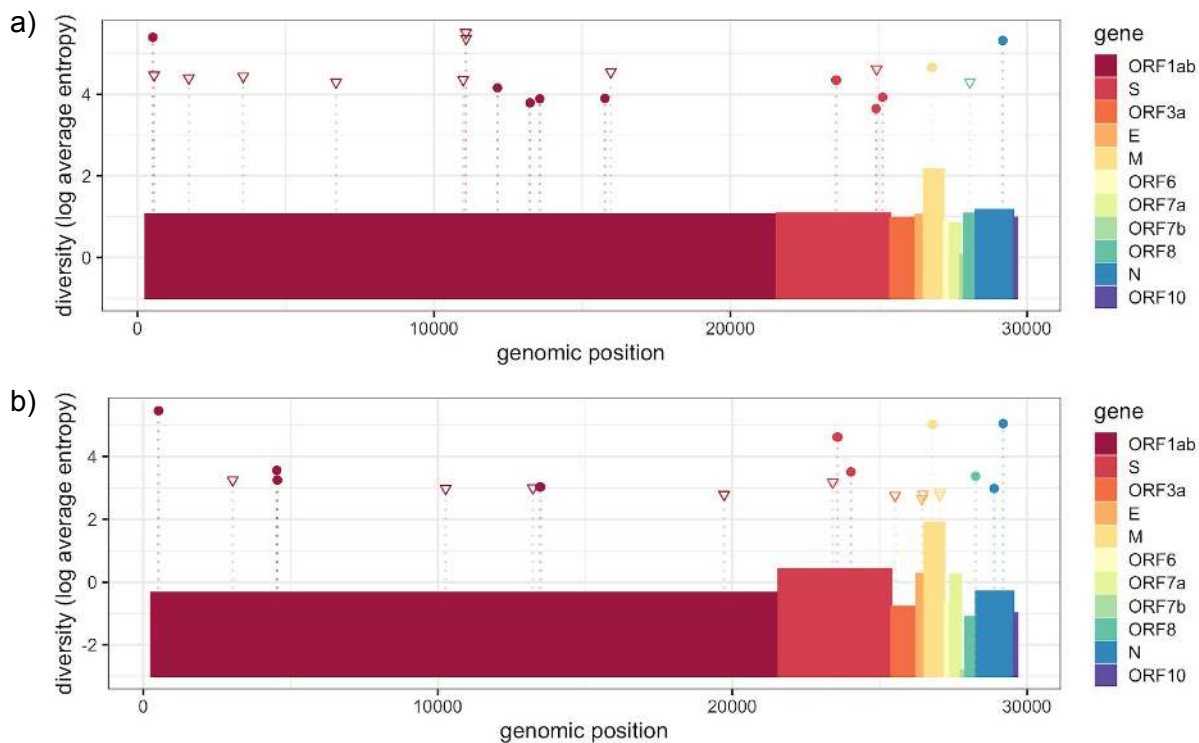 a)
diversity (log average entropy)
4
2
0
0
10000
20000
30000
genomic position
gene
ORF1ab
S
ORF3a
E
M
ORF6
ORF7a
ORF7b
ORF8
N
ORF10
b)
diversity (log average entropy)
4
2
0
-2
0
10000
20000
30000
genomic position
gene
ORF1ab
S
ORF3a
E
M
ORF6
ORF7a
ORF7b
ORF8
N
ORF10